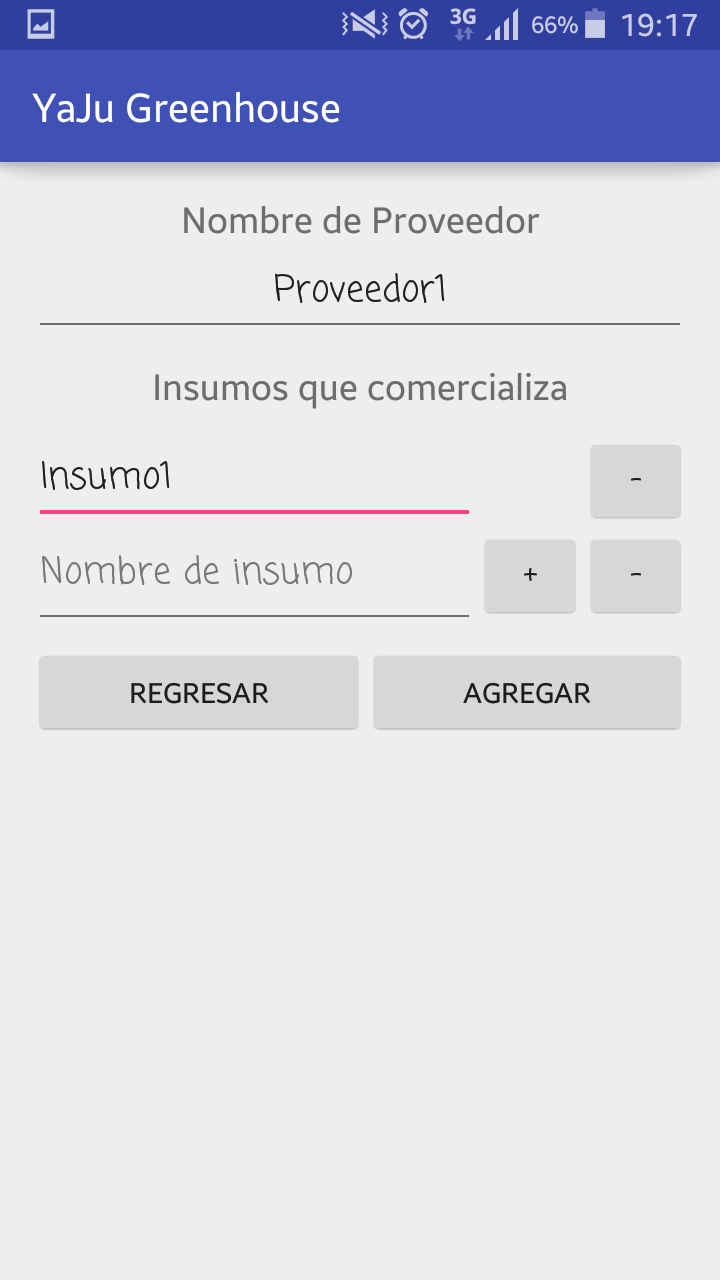 3G 66% 19:17
YaJu Greenhouse
Nombre de Proveedor
Proveedor1
Insumos que comercializa
Insumo1 -
Nombre de insumo + -
REGRESAR AGREGAR